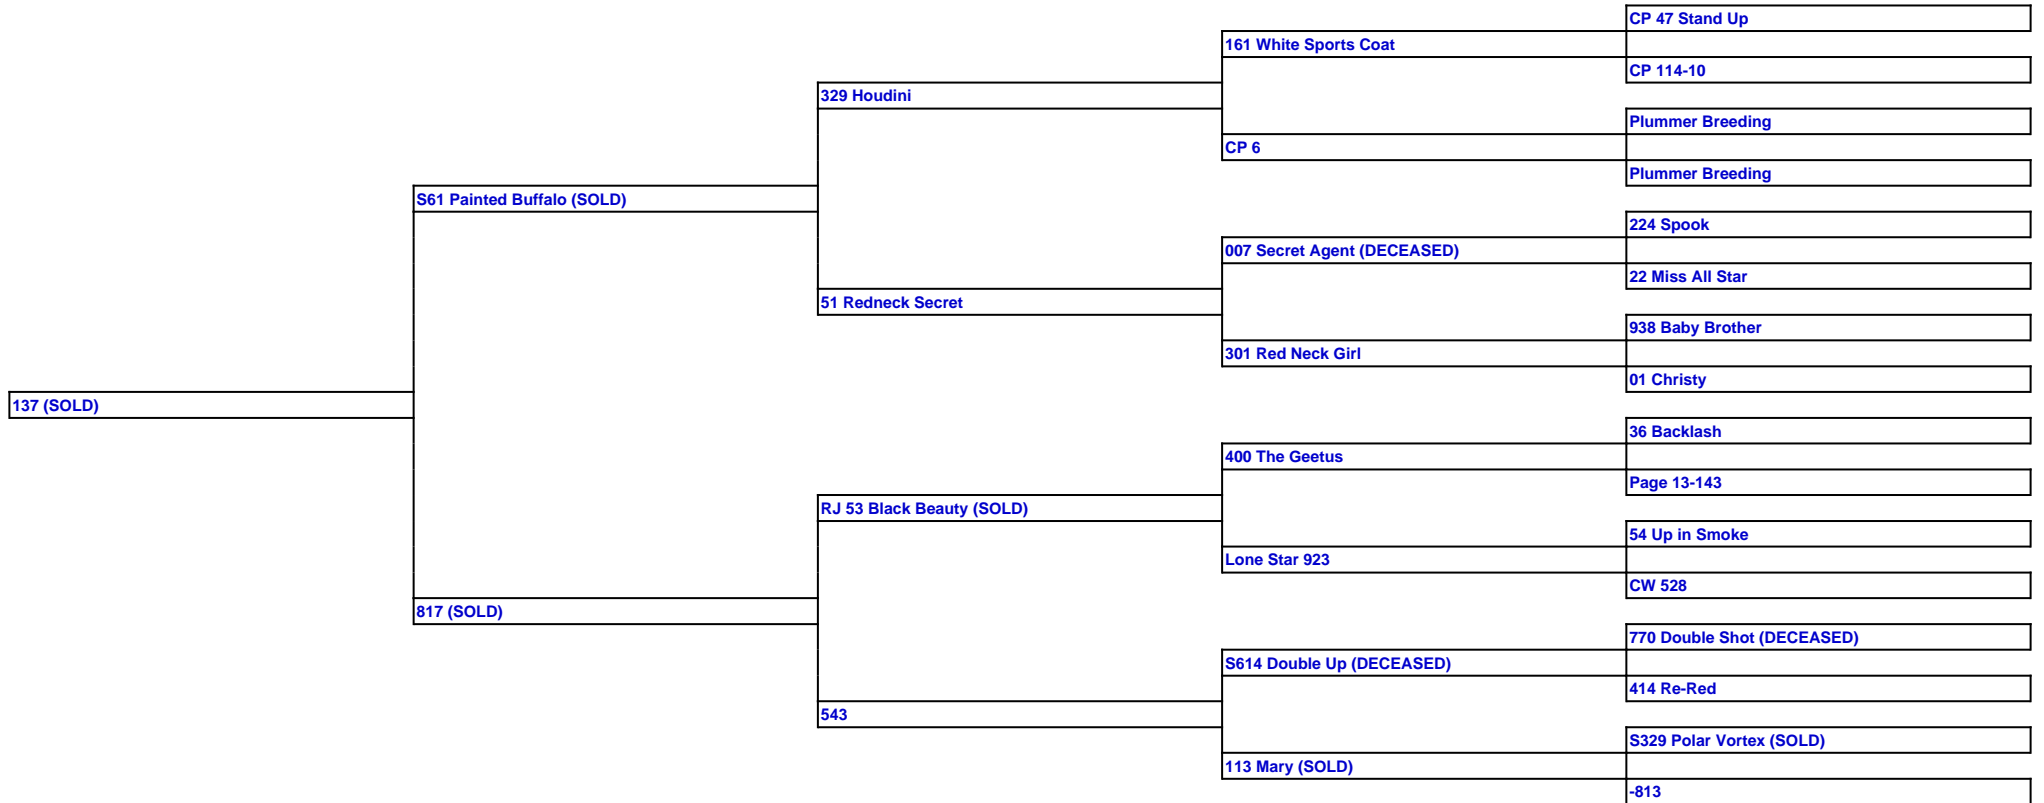 CP 47 Stand Up
161 White Sports Coat
CP 114-10
329 Houdini
Plummer Breeding
CP 6
Plummer Breeding
S61 Painted Buffalo (SOLD)
224 Spook
007 Secret Agent (DECEASED)
22 Miss All Star
51 Redneck Secret
938 Baby Brother
301 Red Neck Girl
01 Christy
137 (SOLD)
36 Backlash
400 The Geetus
Page 13-143
RJ 53 Black Beauty (SOLD)
54 Up in Smoke
Lone Star 923
CW 528
817 (SOLD)
770 Double Shot (DECEASED)
S614 Double Up (DECEASED)
414 Re-Red
543
S329 Polar Vortex (SOLD)
113 Mary (SOLD)
-813